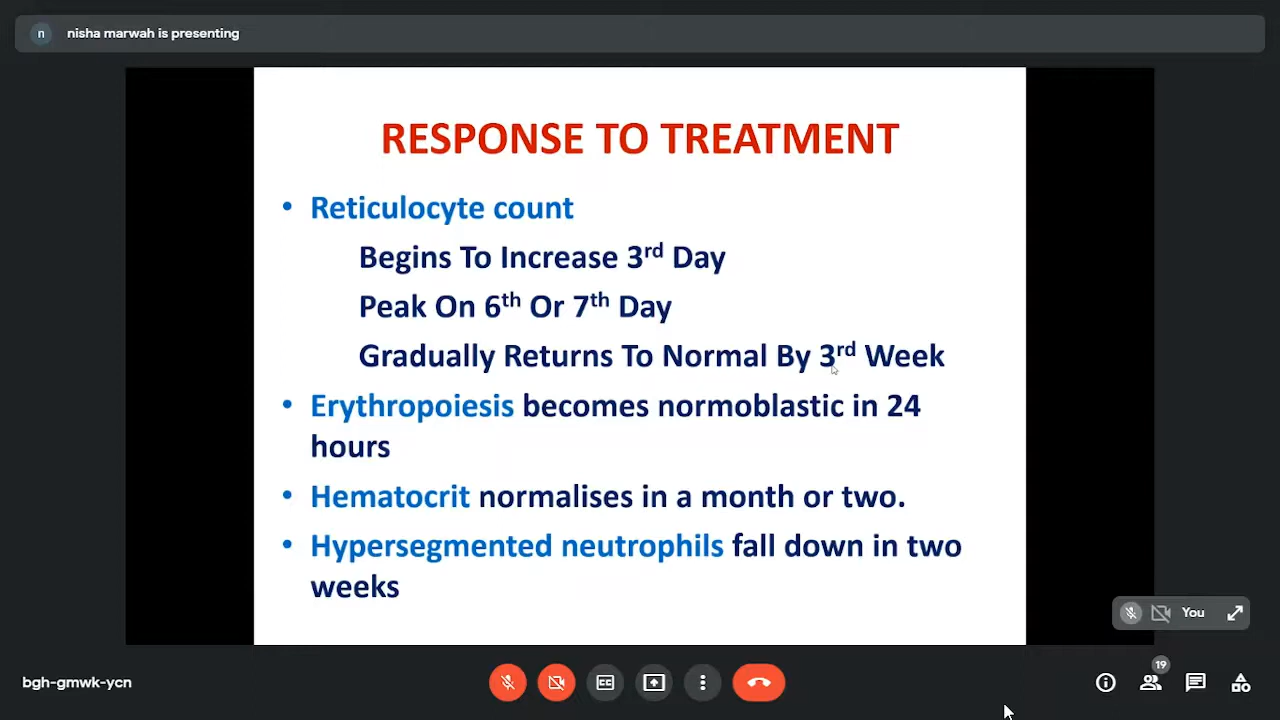 n nisha marwah is presenting
RESPONSE TO TREATMENT
• Reticulocyte count
Begins To Increase 3rd Day
Peak On 6th Or 7th Day
Gradually Returns To Normal By 3rd Week
• Erythropoiesis becomes normoblastic in 24
hours
• Hematocrit normalises in a month or two.
• Hypersegmented neutrophils fall down in two
weeks
You
19
bgh-gmwk-ycn
CC